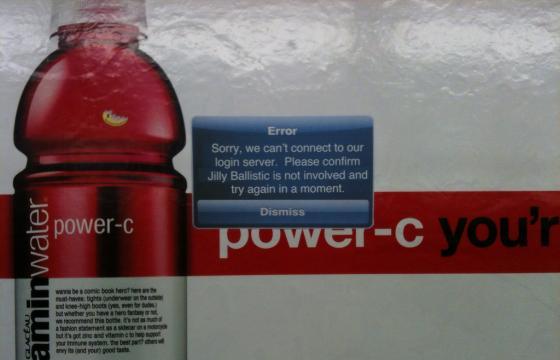 Error
Sorry, we can't connect to our
login server. Please confirm
Jilly Ballistic is not involved and
try again in a moment.
Dismiss
power-c you'r
power-c
GLACÉAU
aminwater
wanna be a comic book hero? here are the
must-haves: tights (underwear on the outside)
and knee-high boots (yes, even for dudes.)
but whether you have a hero fantasy or not,
we recommend this bottle. it's not as much of
a fashion statement as a sidecar on a motorcycle
but it's got zinc and vitamin c to help support
your immune system. the best part? others will
envy its (and your) good taste.